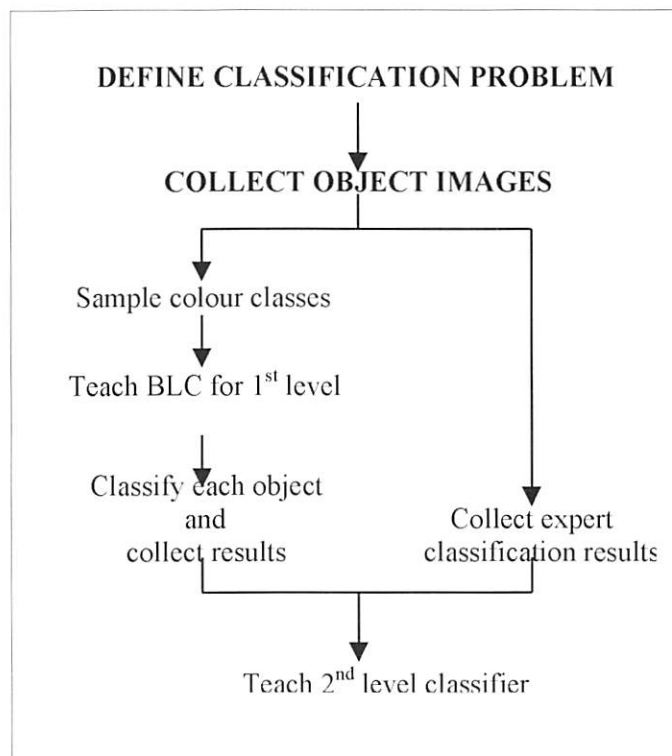 DEFINE CLASSIFICATION PROBLEM
COLLECT OBJECT IMAGES
Sample colour classes
Teach BLC for 1st level
Classify each object
and
collect results
Collect expert
classification results
Teach 2nd level classifier